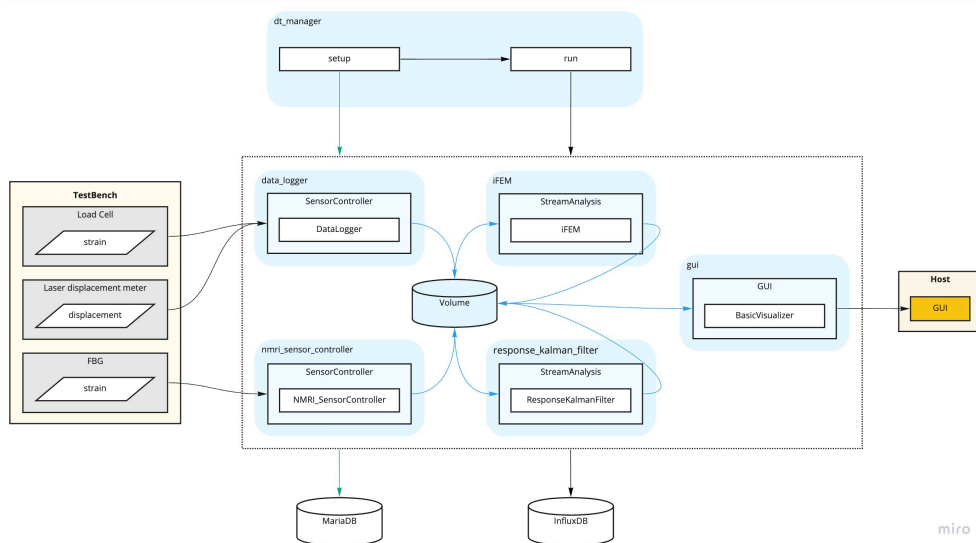 dt_manager
setup
run
TestBench
Load Cell
strain
Laser displacement meter
displacement
FBG
strain
data_logger
SensorController
DataLogger
iFEM
StreamAnalysis
iFEM
Volume
gui
GUI
BasicVisualizer
Host
GUI
nmri_sensor_controller
SensorController
NMRI_SensorController
response_kalman_filter
StreamAnalysis
ResponseKalmanFilter
MariaDB
InfluxDB
miro